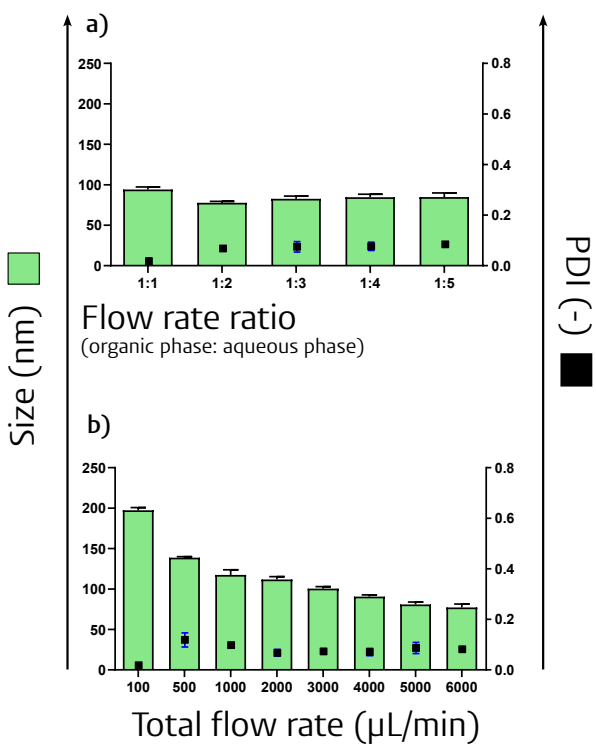 a)
250
200
150
100
50
0
0.8
0.6
0.4
0.2
0.0
1:1 1:2 1:3 1:4 1:5
Flow rate ratio
(organic phase: aqueous phase)
Size (nm)
PDI (-)
b)
250
200
150
100
50
0
0.8
0.6
0.4
0.2
0.0
100 500 1000 2000 3000 4000 5000 6000
Total flow rate (µL/min)